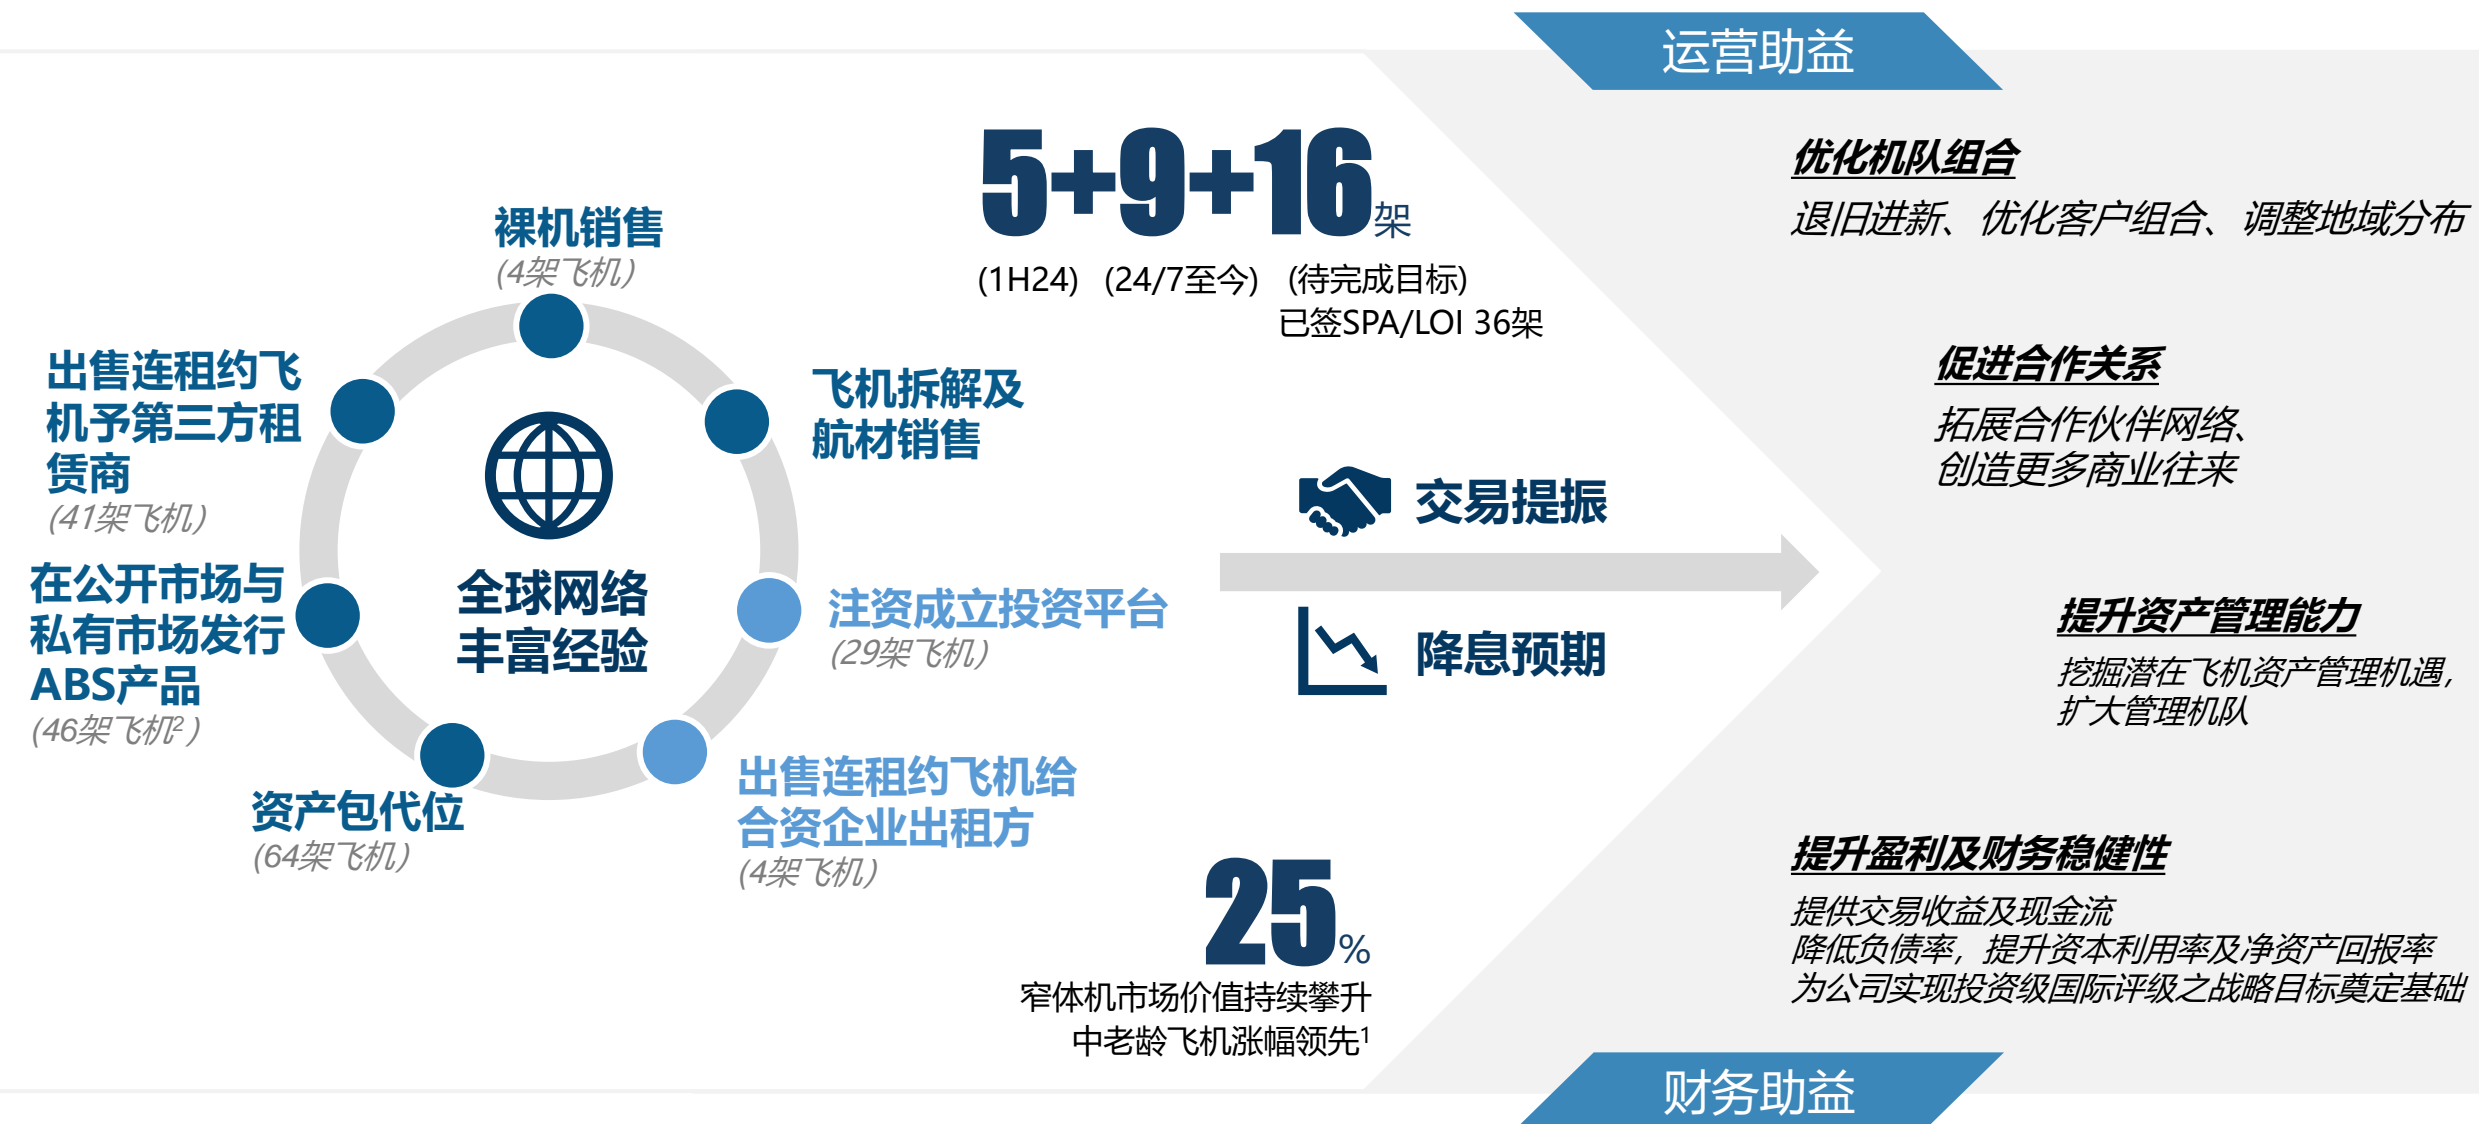 运营助益
5+9+16架
(1H24) (24/7至今) (待完成目标)
已签SPA/LOI 36架
裸机销售
(4架飞机)
出售连租约飞
机予第三方租
赁商
(41架飞机)
飞机拆解及
航材销售
在公开市场与
私有市场发行
ABS产品
(46架飞机2)
全球网络
丰富经验
注资成立投资平台
(29架飞机)
资产包代位
(64架飞机)
出售连租约飞机给
合资企业出租方
(4架飞机)
交易提振
降息预期
25%
窄体机市场价值持续攀升
中老龄飞机涨幅领先1
优化机队组合
退旧进新、优化客户组合、调整地域分布
促进合作关系
拓展合作伙伴网络、
创造更多商业往来
提升资产管理能力
挖掘潜在飞机资产管理机遇，
扩大管理机队
提升盈利及财务稳健性
提供交易收益及现金流
降低负债率，提升资本利用率及净资产回报率
为公司实现投资级国际评级之战略目标奠定基础
财务助益